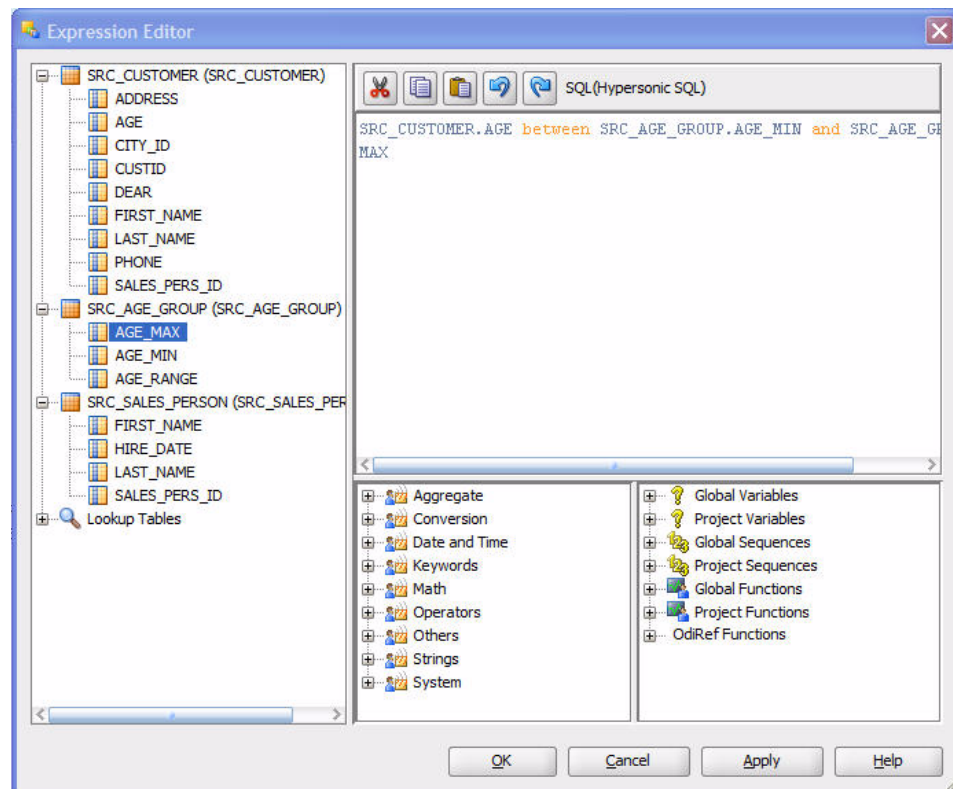 Expression Editor
SRC_CUSTOMER (SRC_CUSTOMER)
ADDRESS
AGE
CITY_ID
CUSTID
DEAR
FIRST_NAME
LAST_NAME
PHONE
SALES_PERS_ID
SRC_AGE_GROUP (SRC_AGE_GROUP)
AGE_MAX
AGE_MIN
AGE_RANGE
SRC_SALES_PERSON (SRC_SALES_PER
FIRST_NAME
HIRE_DATE
LAST_NAME
SALES_PERS_ID
Lookup Tables
SQL(Hypersonic SQL)
SRC_CUSTOMER.AGE between SRC_AGE_GROUP.AGE_MIN and SRC_AGE_GR
MAX
Aggregate
Conversion
Date and Time
Keywords
Math
Operators
Others
Strings
System
Global Variables
Project Variables
Global Sequences
Project Sequences
Global Functions
Project Functions
OdiRef Functions
OK
Cancel
Apply
Help